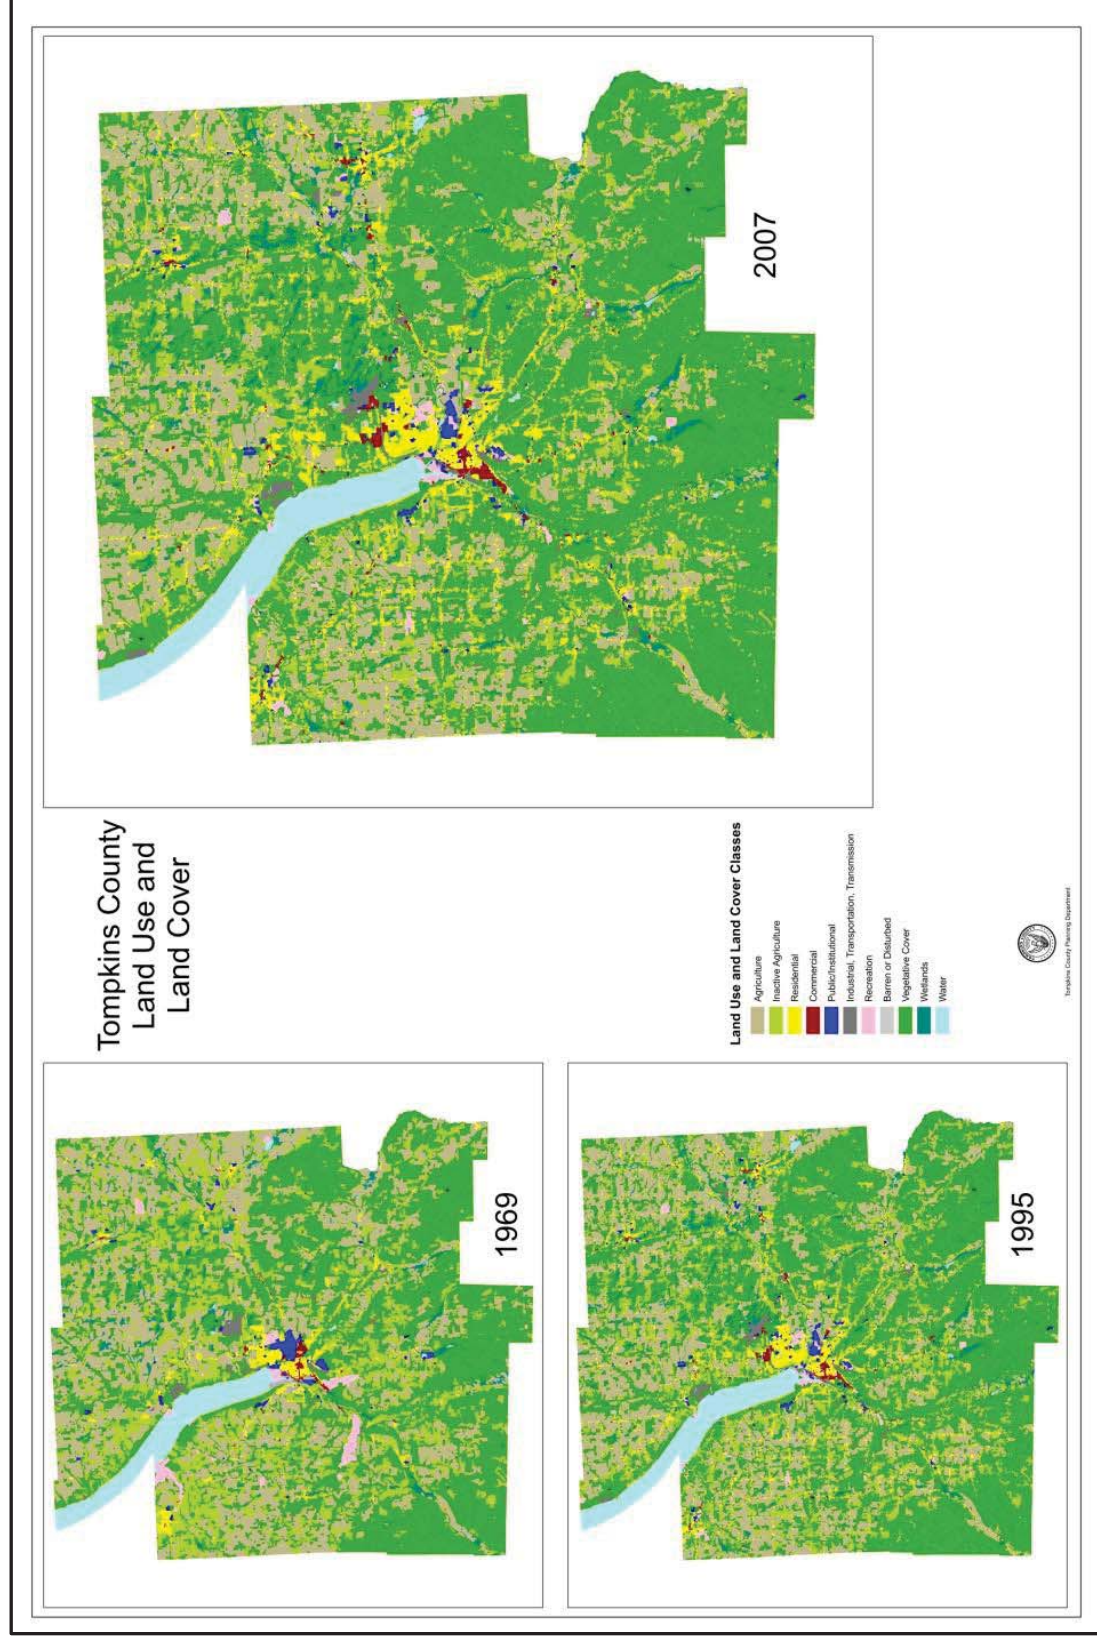 Tompkins County
Land Use and
Land Cover
1969
1995
2007
Land Use and Land Cover Classes
Agriculture
Inactive Agriculture
Residential
Commercial
Public/Institutional
Industrial, Transportation, Transmission
Recreation
Barren or Disturbed
Vegetative Cover
Wetlands
Water
Tompkins County Planning Department